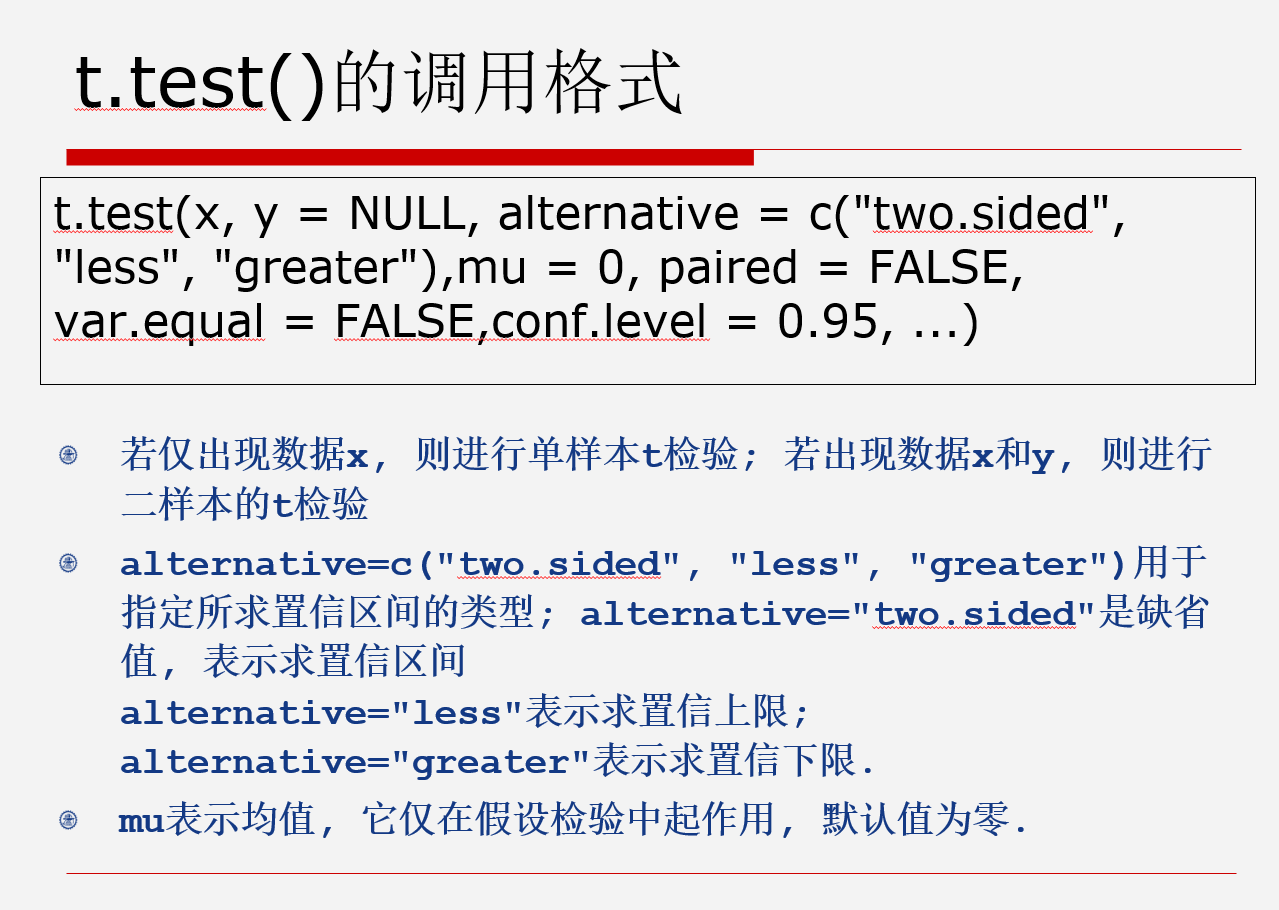 t.test()的调用格式
t.test(x, y = NULL, alternative = c("two.sided",
"less", "greater"),mu = 0, paired = FALSE,
var.equal = FALSE,conf.level = 0.95, ...)
若仅出现数据x, 则进行单样本t检验; 若出现数据x和y, 则进行
二样本的t检验
alternative=c("two.sided", "less", "greater")用于
指定所求置信区间的类型; alternative="two.sided"是缺省
值, 表示求置信区间
alternative="less"表示求置信上限;
alternative="greater"表示求置信下限.
mu表示均值, 它仅在假设检验中起作用, 默认值为零.